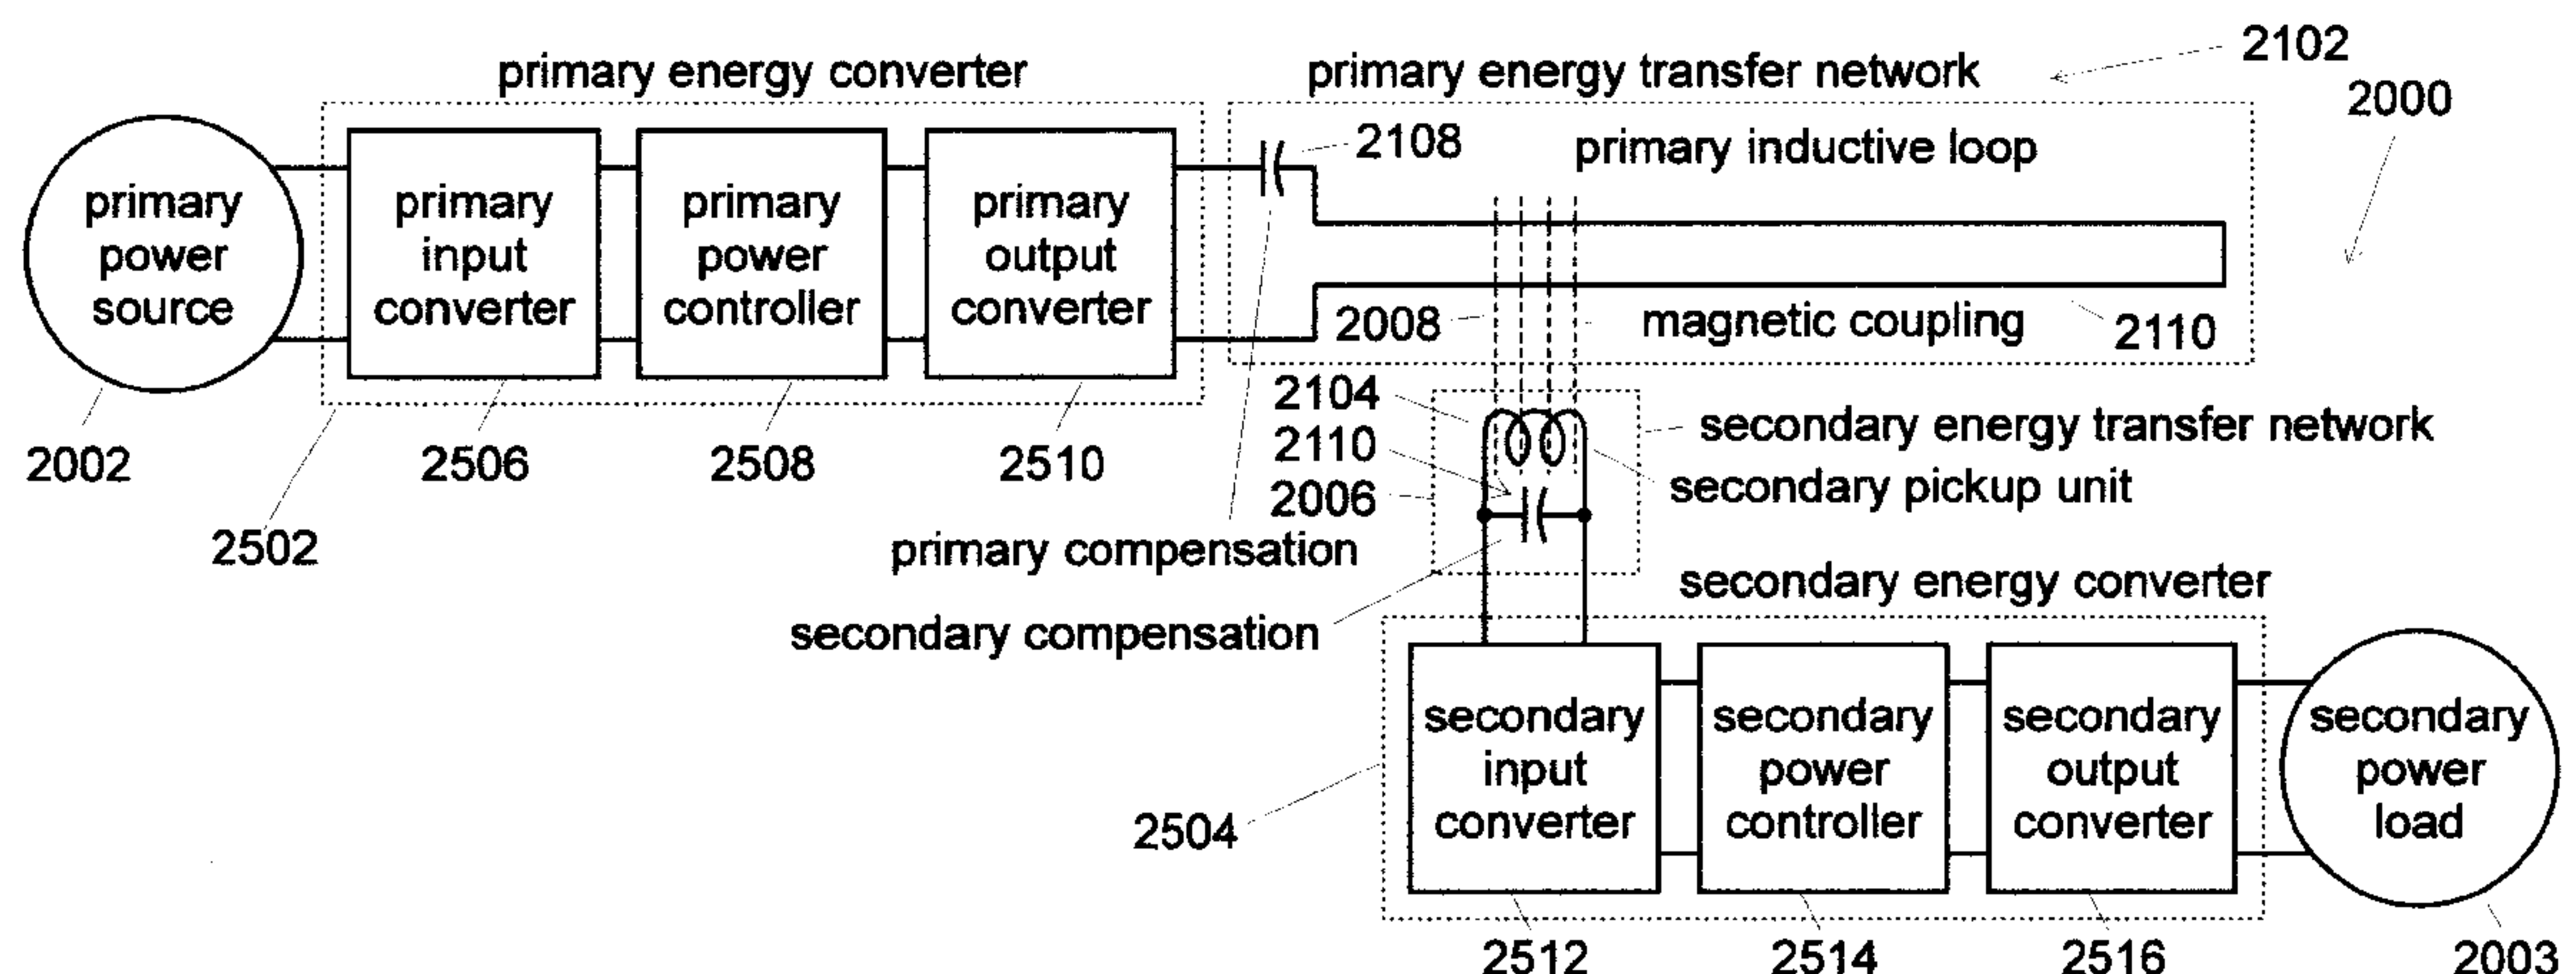 primary energy converter
primary energy transfer network
2102
2000
2108
primary inductive loop
primary
power
source
primary
input
converter
primary
power
controller
primary
output
converter
2008
magnetic coupling
2110
2002
2506
2508
2510
2502
2104
2110
2006
secondary energy transfer network
secondary pickup unit
primary compensation
secondary compensation
secondary energy converter
secondary
input
converter
secondary
power
controller
secondary
output
converter
secondary
power
load
2504
2512
2514
2516
2003